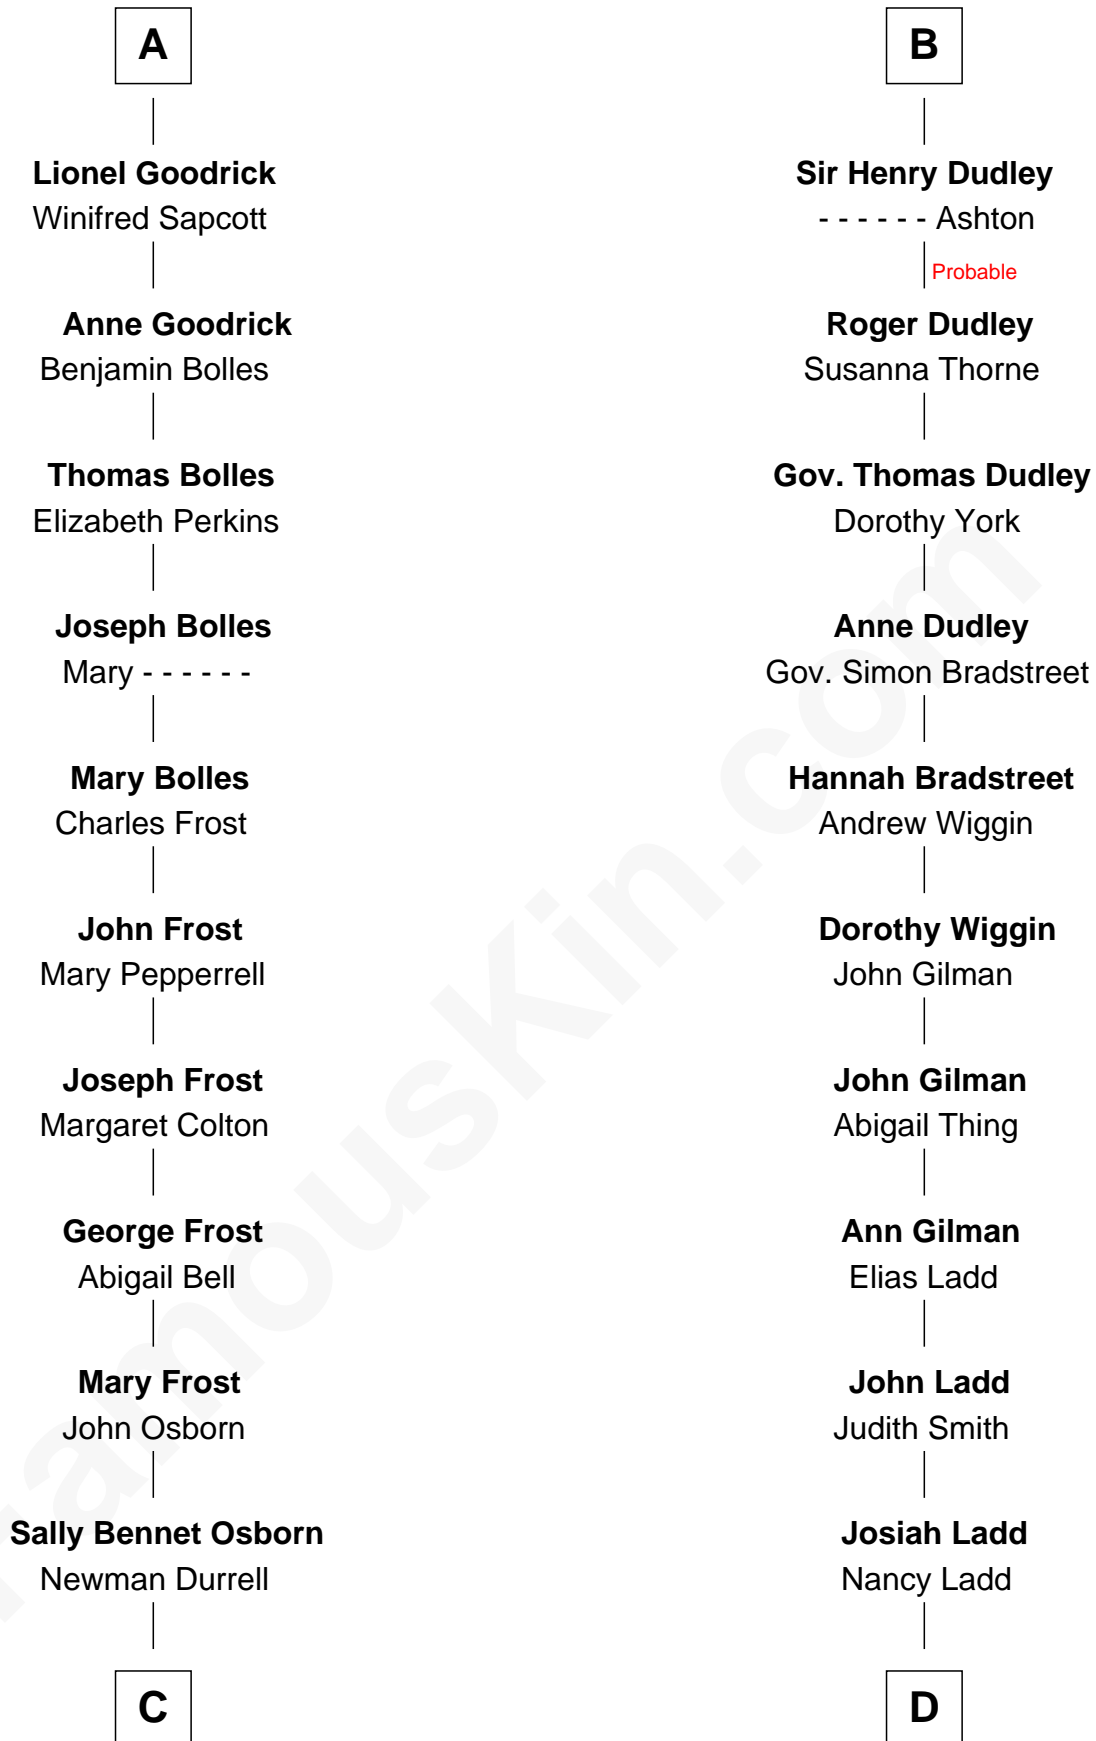 A
Lionel Goodrick
Winifred Sapcott
Anne Goodrick
Benjamin Bolles
Thomas Bolles
Elizabeth Perkins
Joseph Bolles
Mary - - - - - -
Mary Bolles
Charles Frost
John Frost
Mary Pepperrell
Joseph Frost
Margaret Colton
George Frost
Abigail Bell
Mary Frost
John Osborn
Sally Bennet Osborn
Newman Durrell
C
B
Sir Henry Dudley
- - - - - - Ashton
Probable
Roger Dudley
Susanna Thorne
Gov. Thomas Dudley
Dorothy York
Anne Dudley
Gov. Simon Bradstreet
Hannah Bradstreet
Andrew Wiggin
Dorothy Wiggin
John Gilman
John Gilman
Abigail Thing
Ann Gilman
Elias Ladd
John Ladd
Judith Smith
Josiah Ladd
Nancy Ladd
D
FamousKin.com